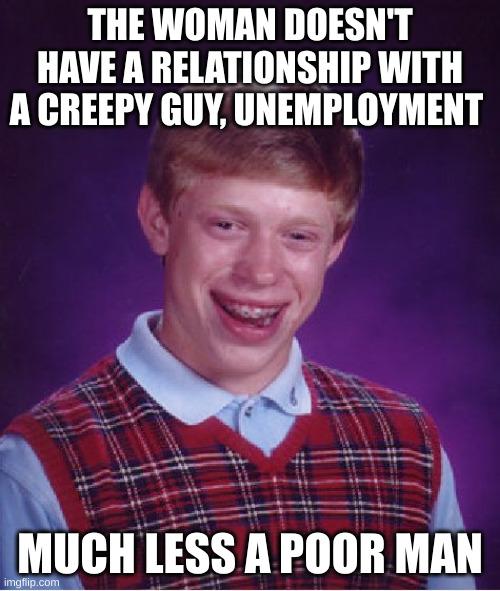 THE WOMAN DOESN'T
HAVE A RELATIONSHIP WITH
A CREEPY GUY, UNEMPLOYMENT
MUCH LESS A POOR MAN
imgflip.com